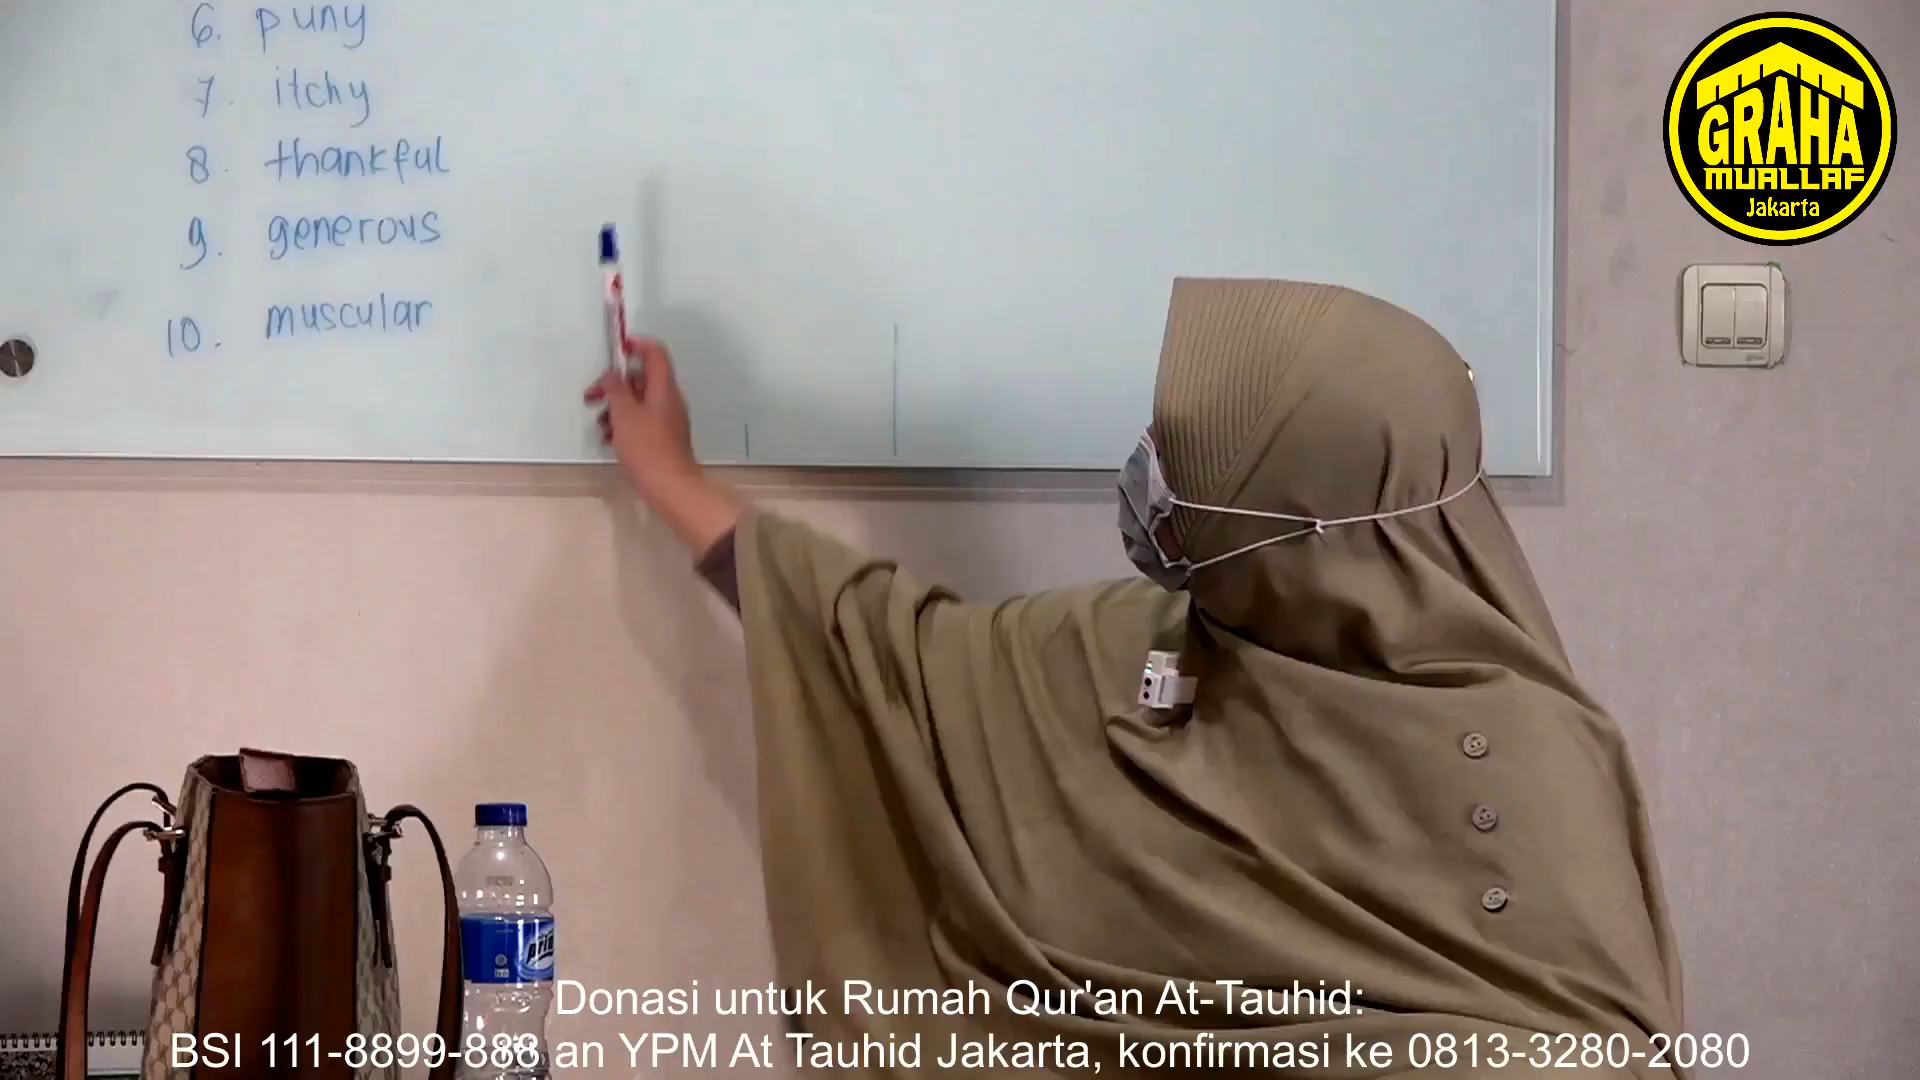 6. puny
7. itchy
8. thankful
9. generous
10. muscular
GRAHA
MUALLAF
Jakarta
Donasi untuk Rumah Qur'an At-Tauhid:
BSI 111-8899-888 an YPM At Tauhid Jakarta, konfirmasi ke 0813-3280-2080